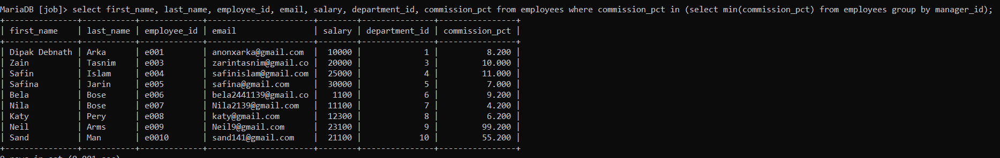 MariaDB [job]> select first_name, last_name, employee_id, email, salary, department_id, commission_pct from employees where commission_pct in (select min(commission_pct) from employees group by manager_id);
+---------------+-----------+-------------+----------------------+--------+---------------+----------------+
| first_name    | last_name | employee_id | email                | salary | department_id | commission_pct |
+---------------+-----------+-------------+----------------------+--------+---------------+----------------+
| Dipak Debnath | Arka      | e001        | anonxarka@gmail.com  |  10000 |             1 |          8.200 |
| Zain          | Tasnim    | e003        | zarintasnim@gmail.co |  20000 |             3 |         10.000 |
| Safin         | Islam     | e004        | safinislam@gmail.com |  25000 |             4 |         11.000 |
| Safina        | Jarin     | e005        | safina@gmail.com     |  30000 |             5 |          7.000 |
| Bela          | Bose      | e006        | bela2441139@gmail.co |   1100 |             6 |          9.200 |
| Nila          | Bose      | e007        | Nila2139@gmail.com   |  11100 |             7 |          4.200 |
| Katy          | Pery      | e008        | katy@gmail.com       |  12300 |             8 |          6.200 |
| Neil          | Arms      | e009        | Neil9@gmail.com      |  23100 |             9 |         99.200 |
| Sand          | Man       | e0010       | sand141@gmail.com    |  21100 |            10 |         55.200 |
+---------------+-----------+-------------+----------------------+--------+---------------+----------------+
9 rows in set (0.001 sec)